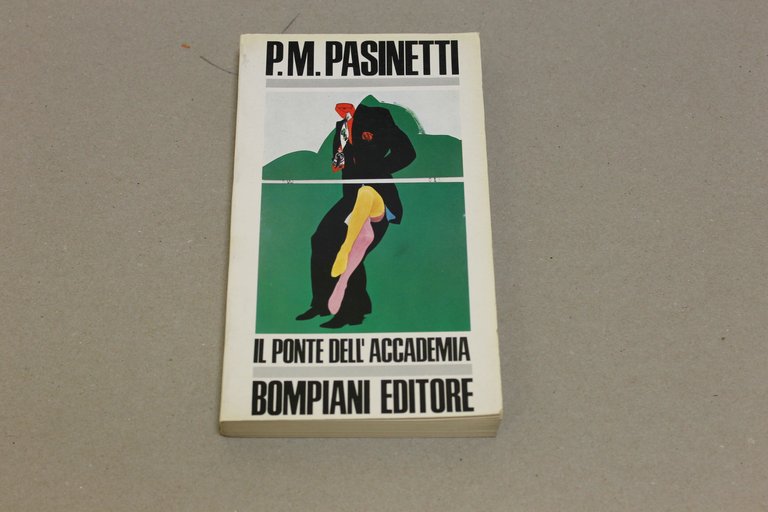 P.M. PASINETTI
IL PONTE DELL'ACCADEMIA
BOMPIANI EDITORE